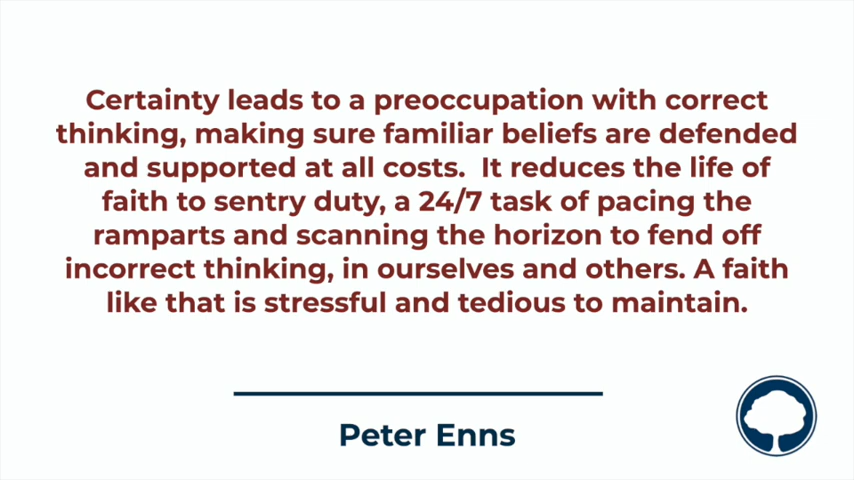 Certainty leads to a preoccupation with correct
thinking, making sure familiar beliefs are defended
and supported at all costs.  It reduces the life of
faith to sentry duty, a 24/7 task of pacing the
ramparts and scanning the horizon to fend off
incorrect thinking, in ourselves and others. A faith
like that is stressful and tedious to maintain.
Peter Enns